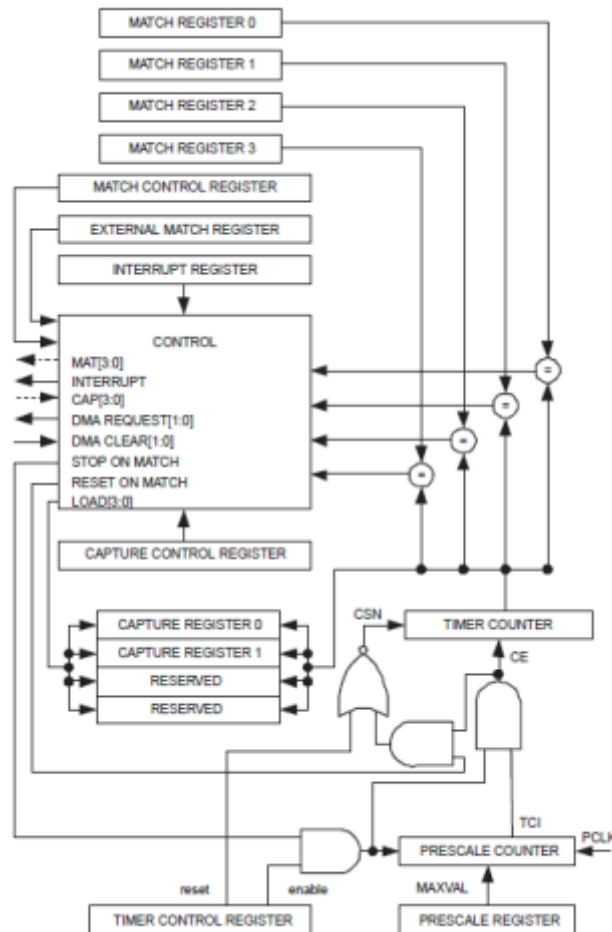 MATCH REGISTER 0
MATCH REGISTER 1
MATCH REGISTER 2
MATCH REGISTER 3
MATCH CONTROL REGISTER
EXTERNAL MATCH REGISTER
INTERRUPT REGISTER
CONTROL
MAT[3:0]
INTERRUPT
CAP[3:0]
DMA REQUEST[1:0]
DMA CLEAR[1:0]
STOP ON MATCH
RESET ON MATCH
LOAD[3:0]
=
=
=
=
CAPTURE CONTROL REGISTER
CSN
CAPTURE REGISTER 0
TIMER COUNTER
CAPTURE REGISTER 1
CE
RESERVED
RESERVED
TCI
PCLK
PRESCALE COUNTER
reset
enable
MAXVAL
TIMER CONTROL REGISTER
PRESCALE REGISTER